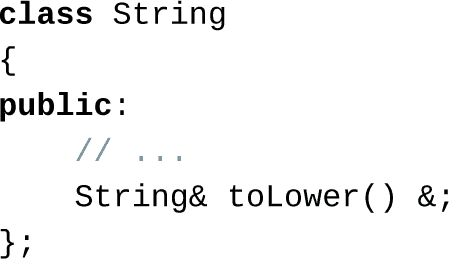 class String
{
public:
    // ...
    String& toLower() &;
};